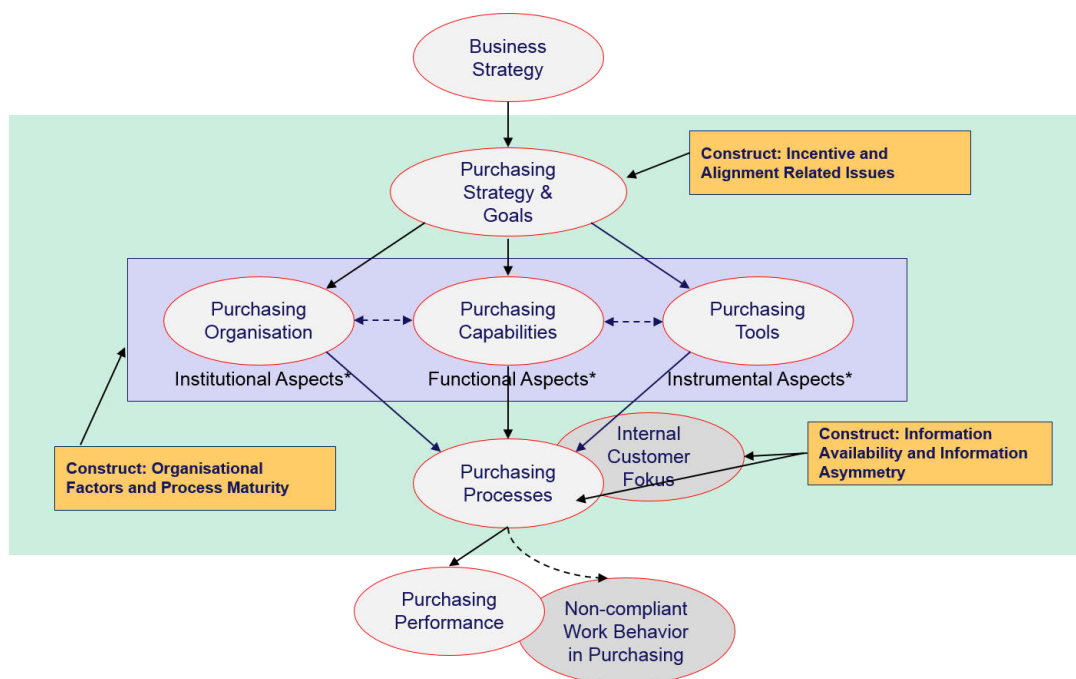 Business
Strategy
Construct: Incentive and
Alignment Related Issues
Purchasing
Strategy &
Goals
Purchasing
Organisation
Purchasing
Capabilities
Purchasing
Tools
Institutional Aspects*
Functional Aspects*
Instrumental Aspects*
Construct: Organisational
Factors and Process Maturity
Purchasing
Processes
Internal
Customer
Fokus
Construct: Information
Availability and Information
Asymmetry
Purchasing
Performance
Non-compliant
Work Behavior
in Purchasing